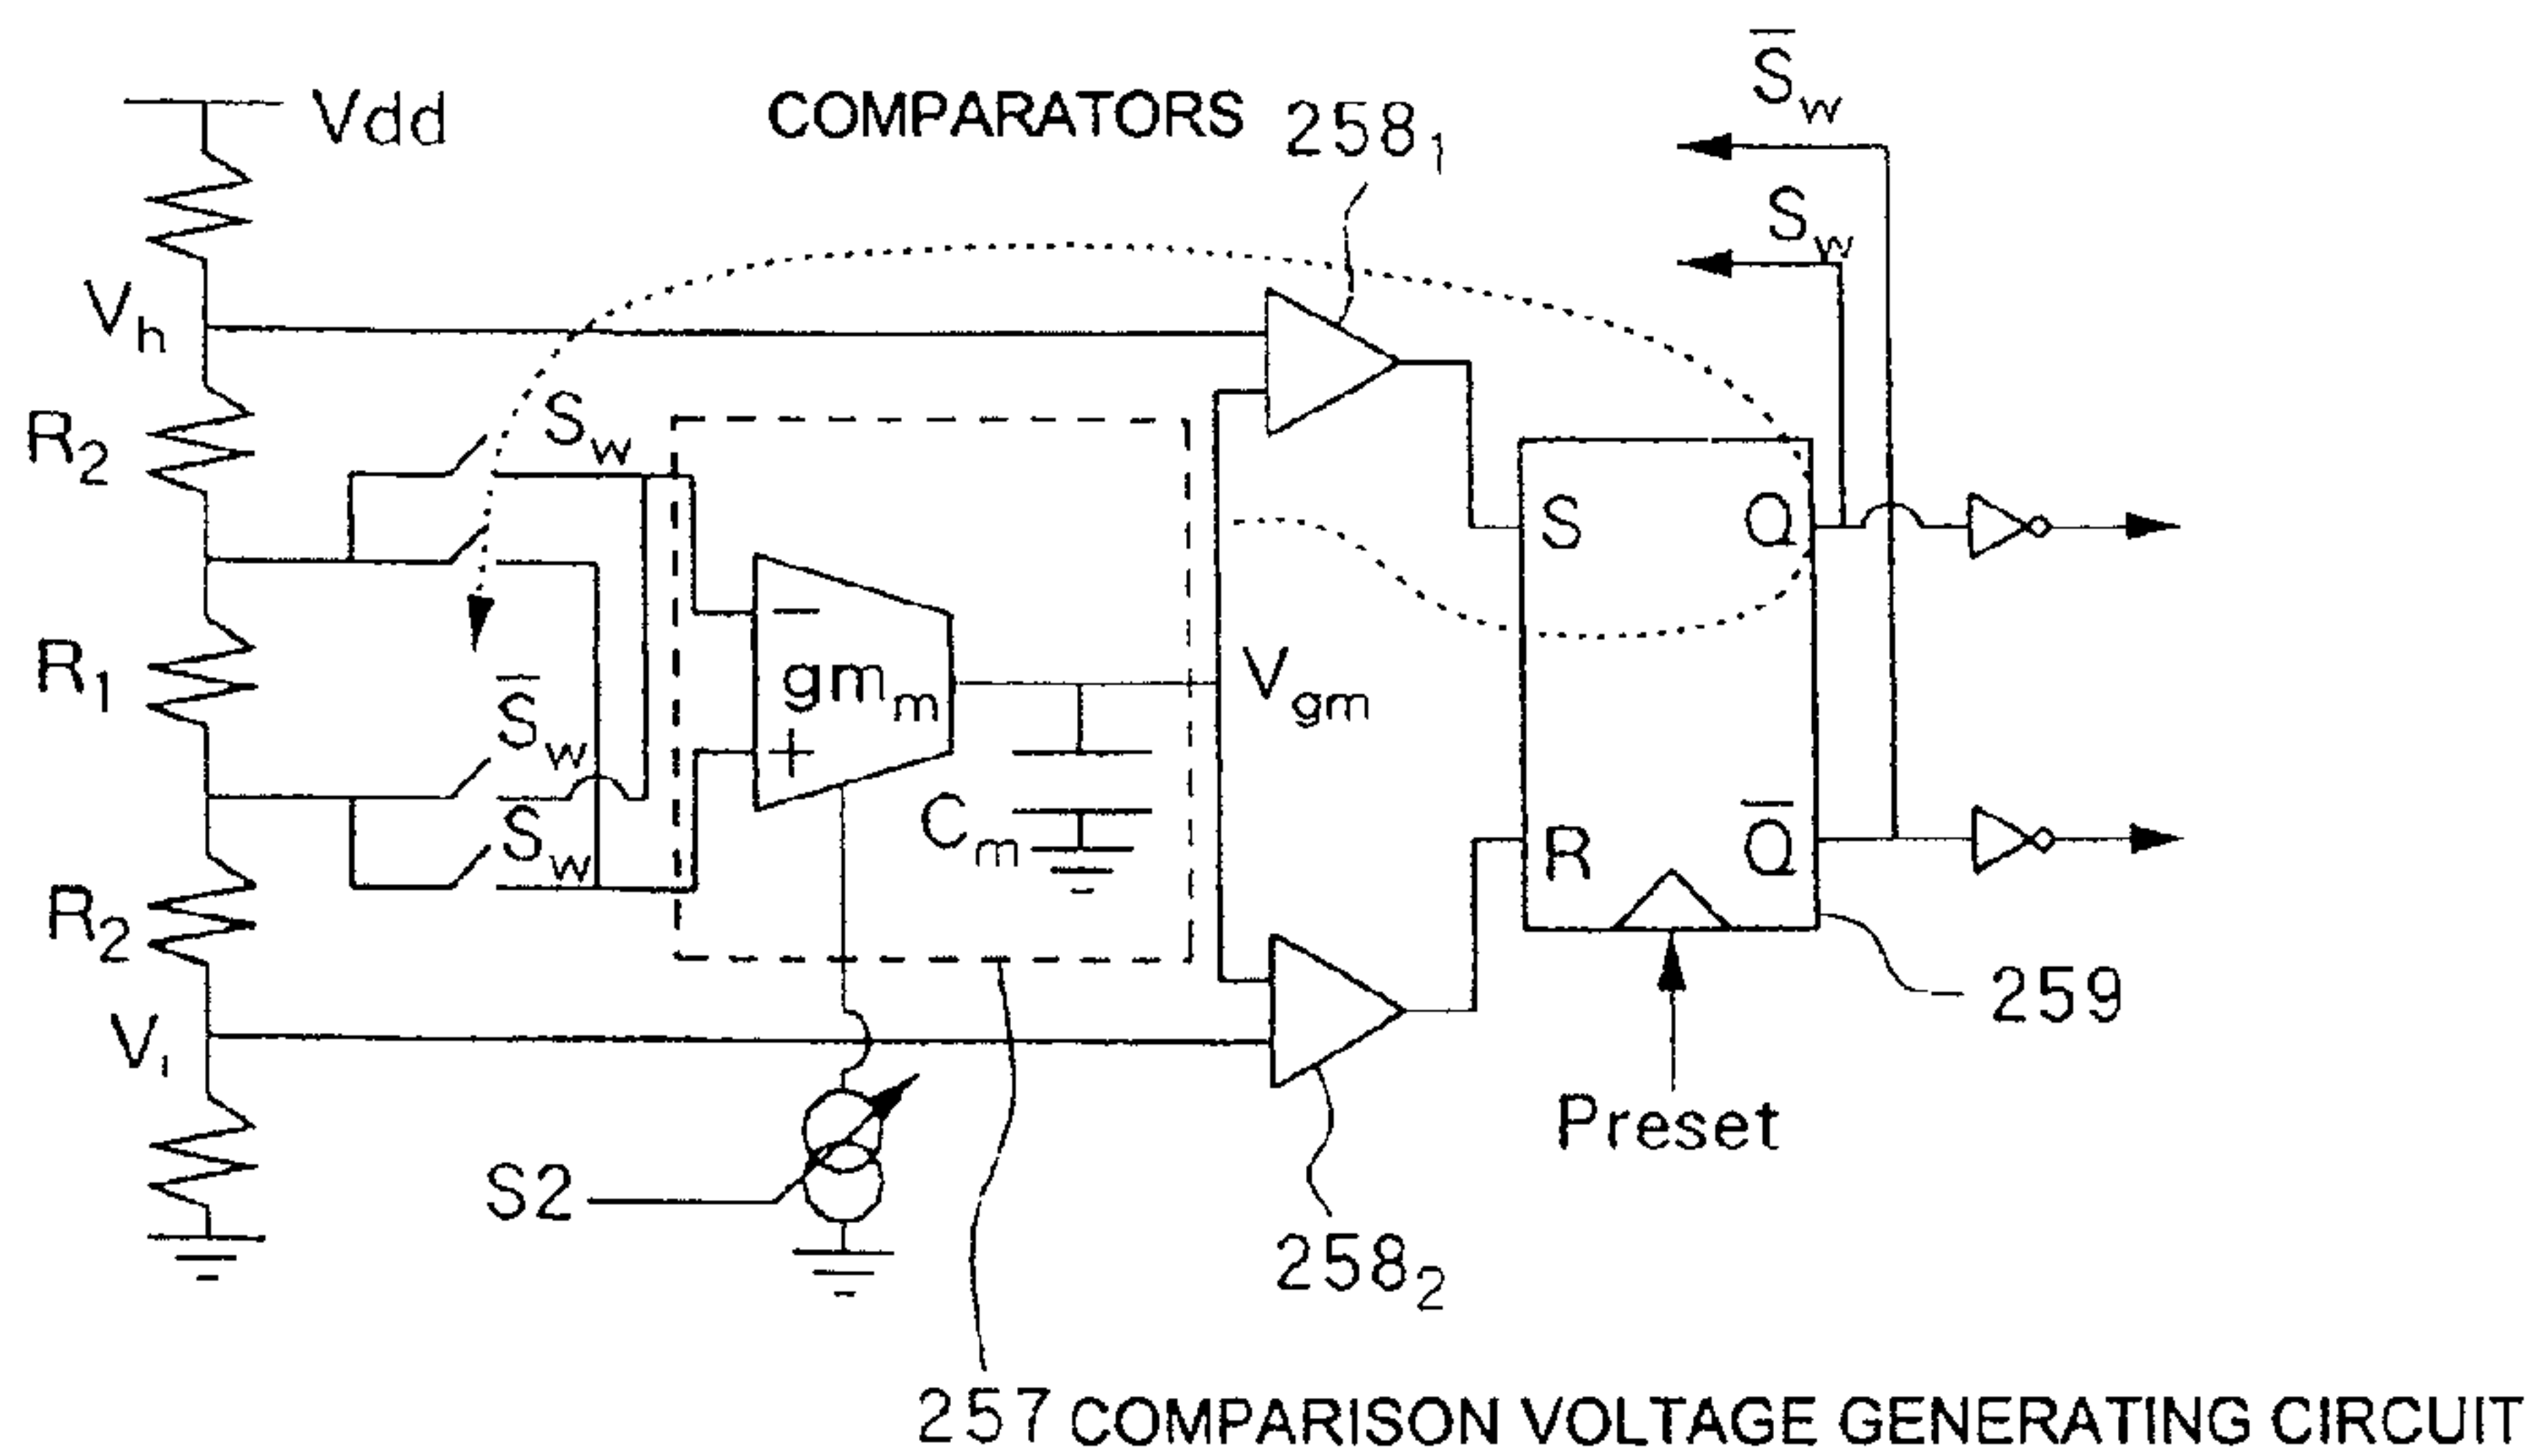 S̅w
Vdd
COMPARATORS 258₁
Sw
Vh
R₂
Sw
S
Q
R₁
gmm
−
+
Vgm
S̅w
Sw
Cm
R
Q̅
R₂
259
Vₗ
Preset
S2
258₂
257 COMPARISON VOLTAGE GENERATING CIRCUIT